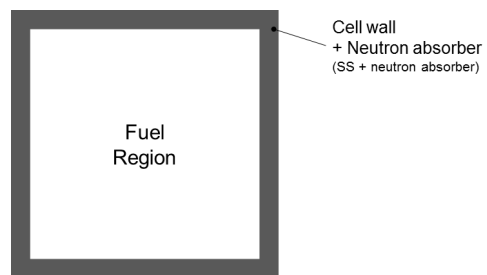 Cell wall
+ Neutron absorber
(SS + neutron absorber)
Fuel
Region